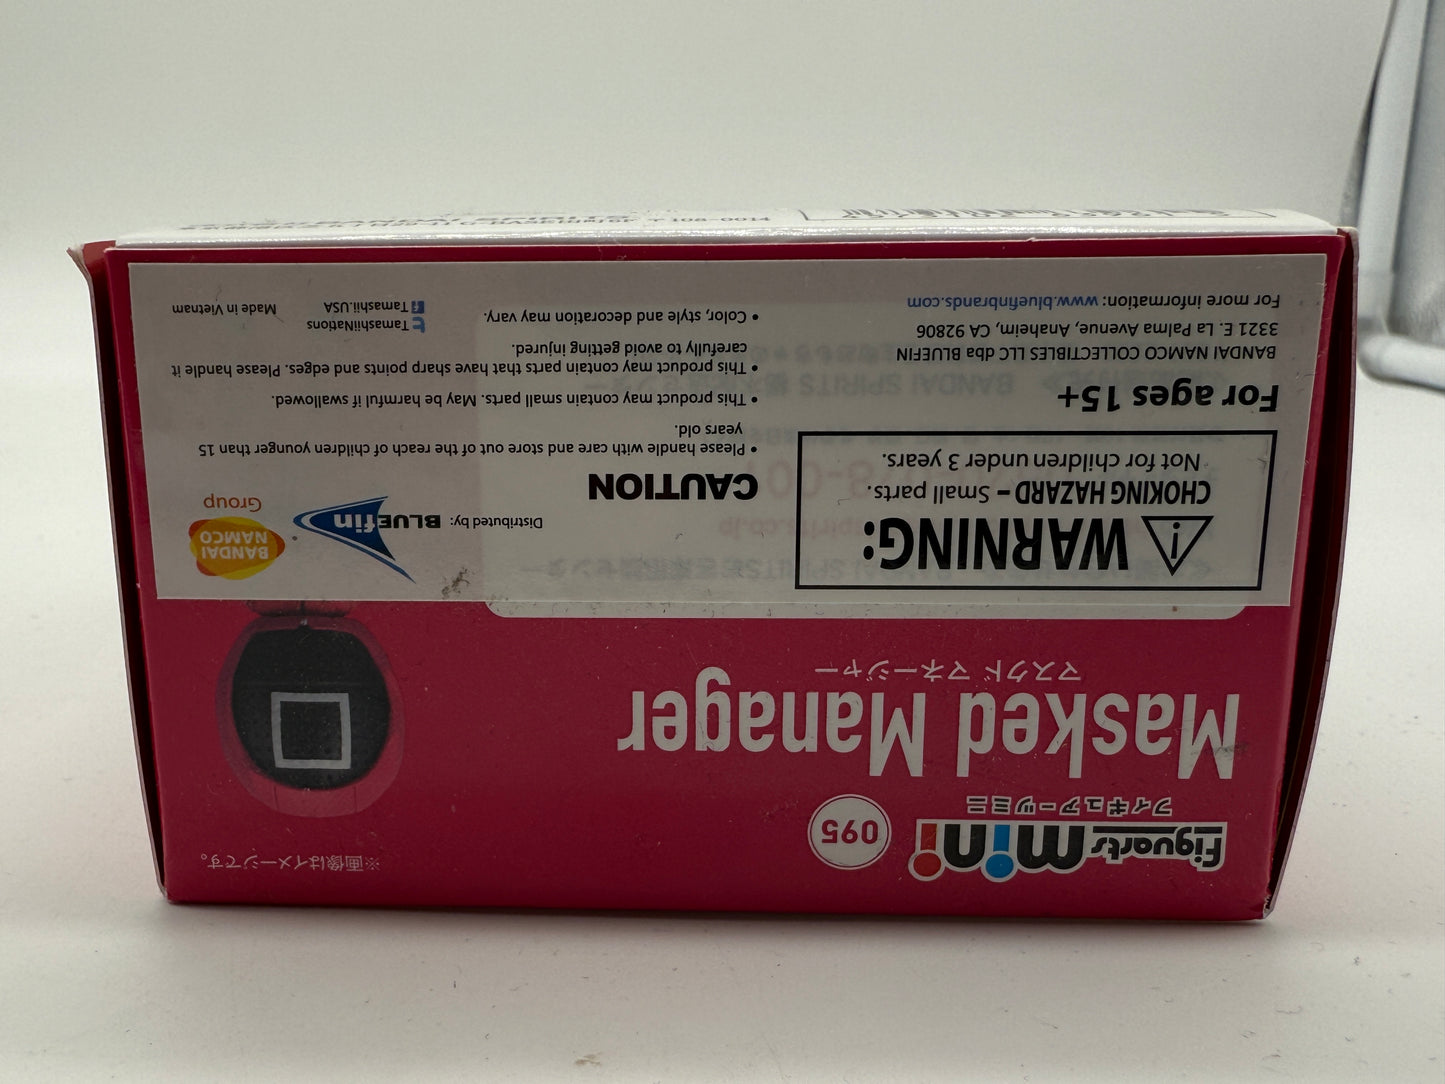 Figuarts mini
フィギュアーツミニ
095
※画像はイメージです。
Masked Manager
マスクド マネージャー
WARNING:
CHOKING HAZARD – Small parts.
Not for children under 3 years.
For ages 15+
BANDAI NAMCO COLLECTIBLES LLC dba BLUEFIN
3321 E. La Palma Avenue, Anaheim, CA 92806
For more information: www.bluefinbrands.com
Distributed by: BLUEfin
BANDAI
NAMCO
Group
CAUTION
• Please handle with care and store out of the reach of children younger than 15
years old.
• This product may contain small parts. May be harmful if swallowed.
• This product may contain parts that have sharp points and edges. Please handle it
carefully to avoid getting injured.
• Color, style and decoration may vary.
TamashiiNations
Tamashii.USA
Made in Vietnam
BANDAI SPIRITS